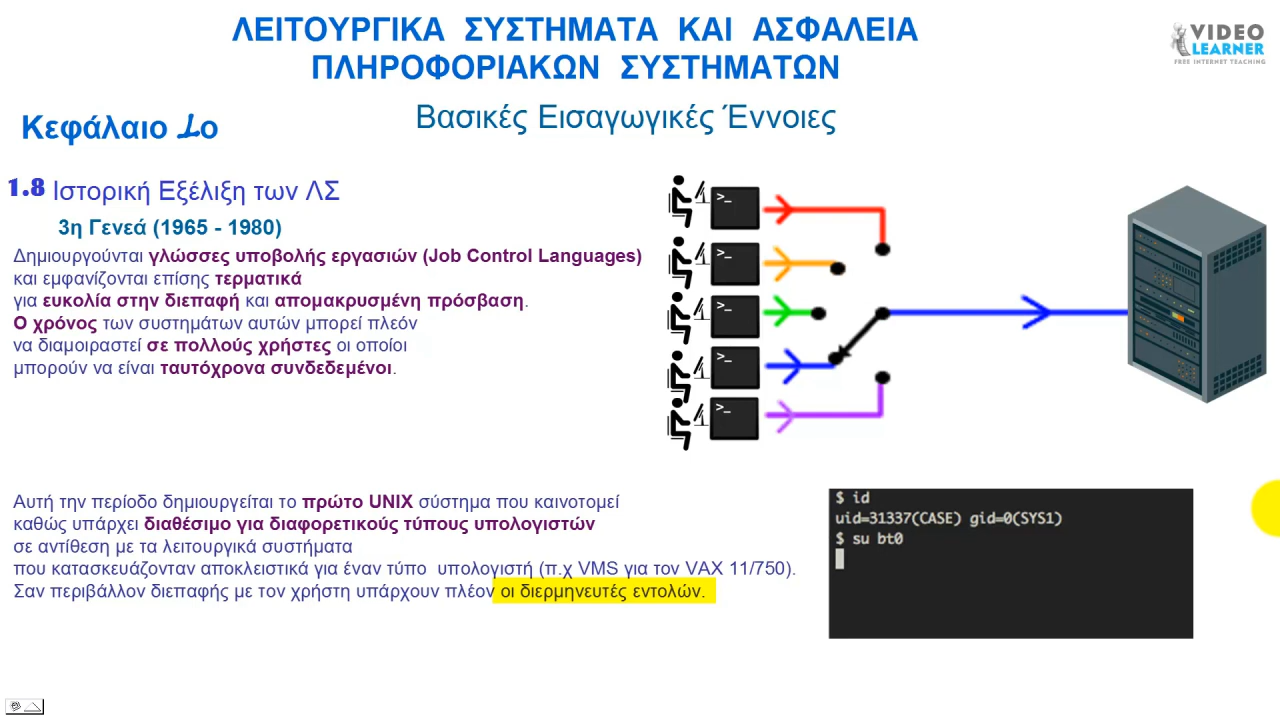 ΛΕΙΤΟΥΡΓΙΚΑ ΣΥΣΤΗΜΑΤΑ ΚΑΙ ΑΣΦΑΛΕΙΑ
ΠΛΗΡΟΦΟΡΙΑΚΩΝ ΣΥΣΤΗΜΑΤΩΝ
VIDEO
LEARNER
FREE INTERNET TEACHING
Βασικές Εισαγωγικές Έννοιες
Κεφάλαιο 1ο
1.8 Ιστορική Εξέλιξη των ΛΣ
3η Γενεά (1965 - 1980)
Δημιουργούνται γλώσσες υποβολής εργασιών (Job Control Languages)
και εμφανίζονται επίσης τερματικά
για ευκολία στην διεπαφή και απομακρυσμένη πρόσβαση.
Ο χρόνος των συστημάτων αυτών μπορεί πλεόν
να διαμοιραστεί σε πολλούς χρήστες οι οποίοι
μπορούν να είναι ταυτόχρονα συνδεδεμένοι.
>_
>_
>_
>_
>_
Αυτή την περίοδο δημιουργείται το πρώτο UNIX σύστημα που καινοτομεί
καθώς υπάρχει διαθέσιμο για διαφορετικούς τύπους υπολογιστών
σε αντίθεση με τα λειτουργικά συστήματα
που κατασκευάζονταν αποκλειστικά για έναν τύπο υπολογιστή (π.χ VMS για τον VAX 11/750).
Σαν περιβάλλον διεπαφής με τον χρήστη υπάρχουν πλέον οι διερμηνευτές εντολών.
$ id
uid=31337(CASE) gid=0(SYS1)
$ su bt0